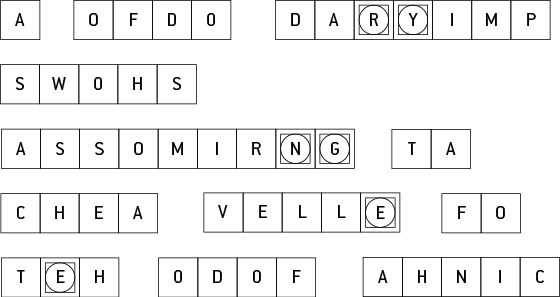 A OFDO DARYIMP
SWOHS
ASSOMIRNG TA
CHEA VELLE FO
TEH ODOF AHNIC